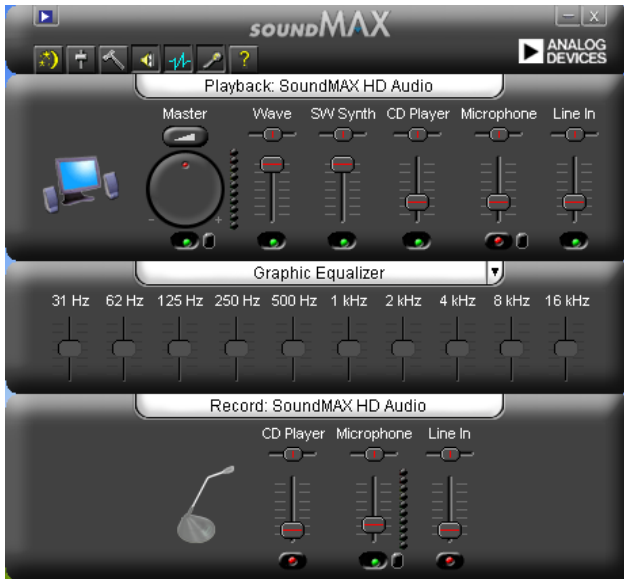 SOUNDMAX
ANALOG
DEVICES
?
Playback: SoundMAX HD Audio
Master Wave SW Synth CD Player Microphone Line In
- +
Graphic Equalizer
31 Hz 62 Hz 125 Hz 250 Hz 500 Hz 1 kHz 2 kHz 4 kHz 8 kHz 16 kHz
Record: SoundMAX HD Audio
CD Player Microphone Line In